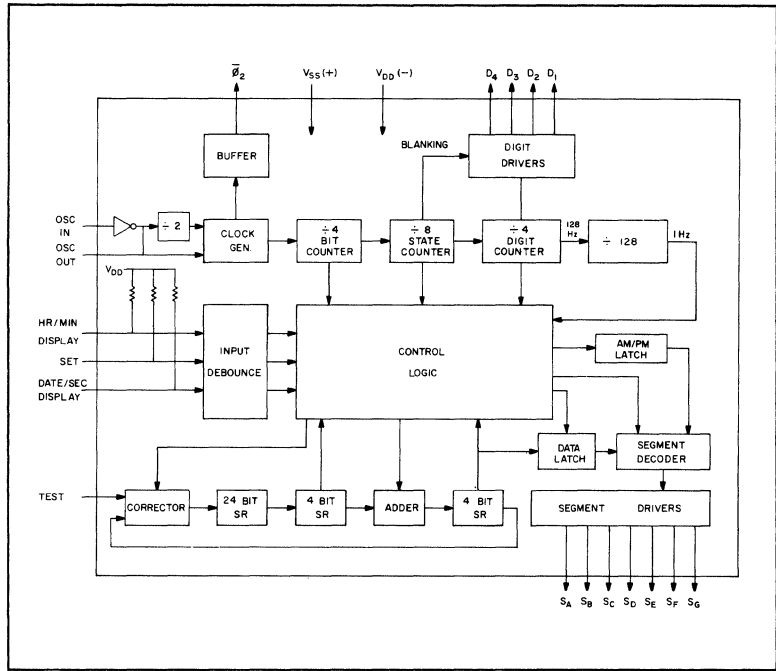 Φ̅2
VSS(+)
VDD(-)
D4 D3 D2 D1
BUFFER
BLANKING
DIGIT
DRIVERS
OSC
IN
OSC
OUT
÷ 2
CLOCK
GEN.
÷4
BIT
COUNTER
÷ 8
STATE
COUNTER
÷ 4
DIGIT
COUNTER
128
Hz
÷ 128
1Hz
VDD
HR/MIN
DISPLAY
SET
DATE/SEC
DISPLAY
INPUT
DEBOUNCE
CONTROL
LOGIC
AM/PM
LATCH
DATA
LATCH
SEGMENT
DECODER
TEST
CORRECTOR
24 BIT
SR
4 BIT
SR
ADDER
4 BIT
SR
SEGMENT DRIVERS
SA SB SC SD SE SF SG